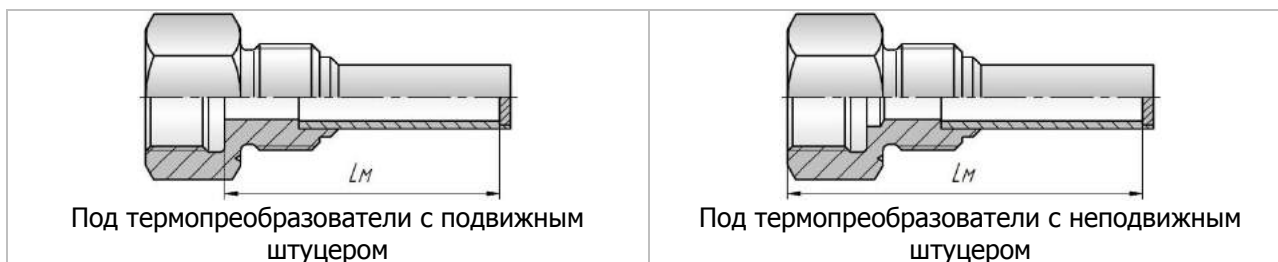 Lм
Под термопреобразователи с подвижным
штуцером
Lм
Под термопреобразователи с неподвижным
штуцером